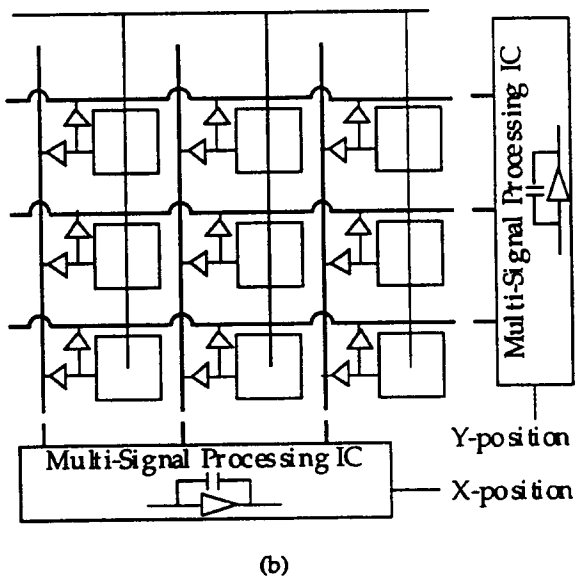 Multi-Signal Processing IC
Y-position
Multi-Signal Processing IC
X-position
(b)